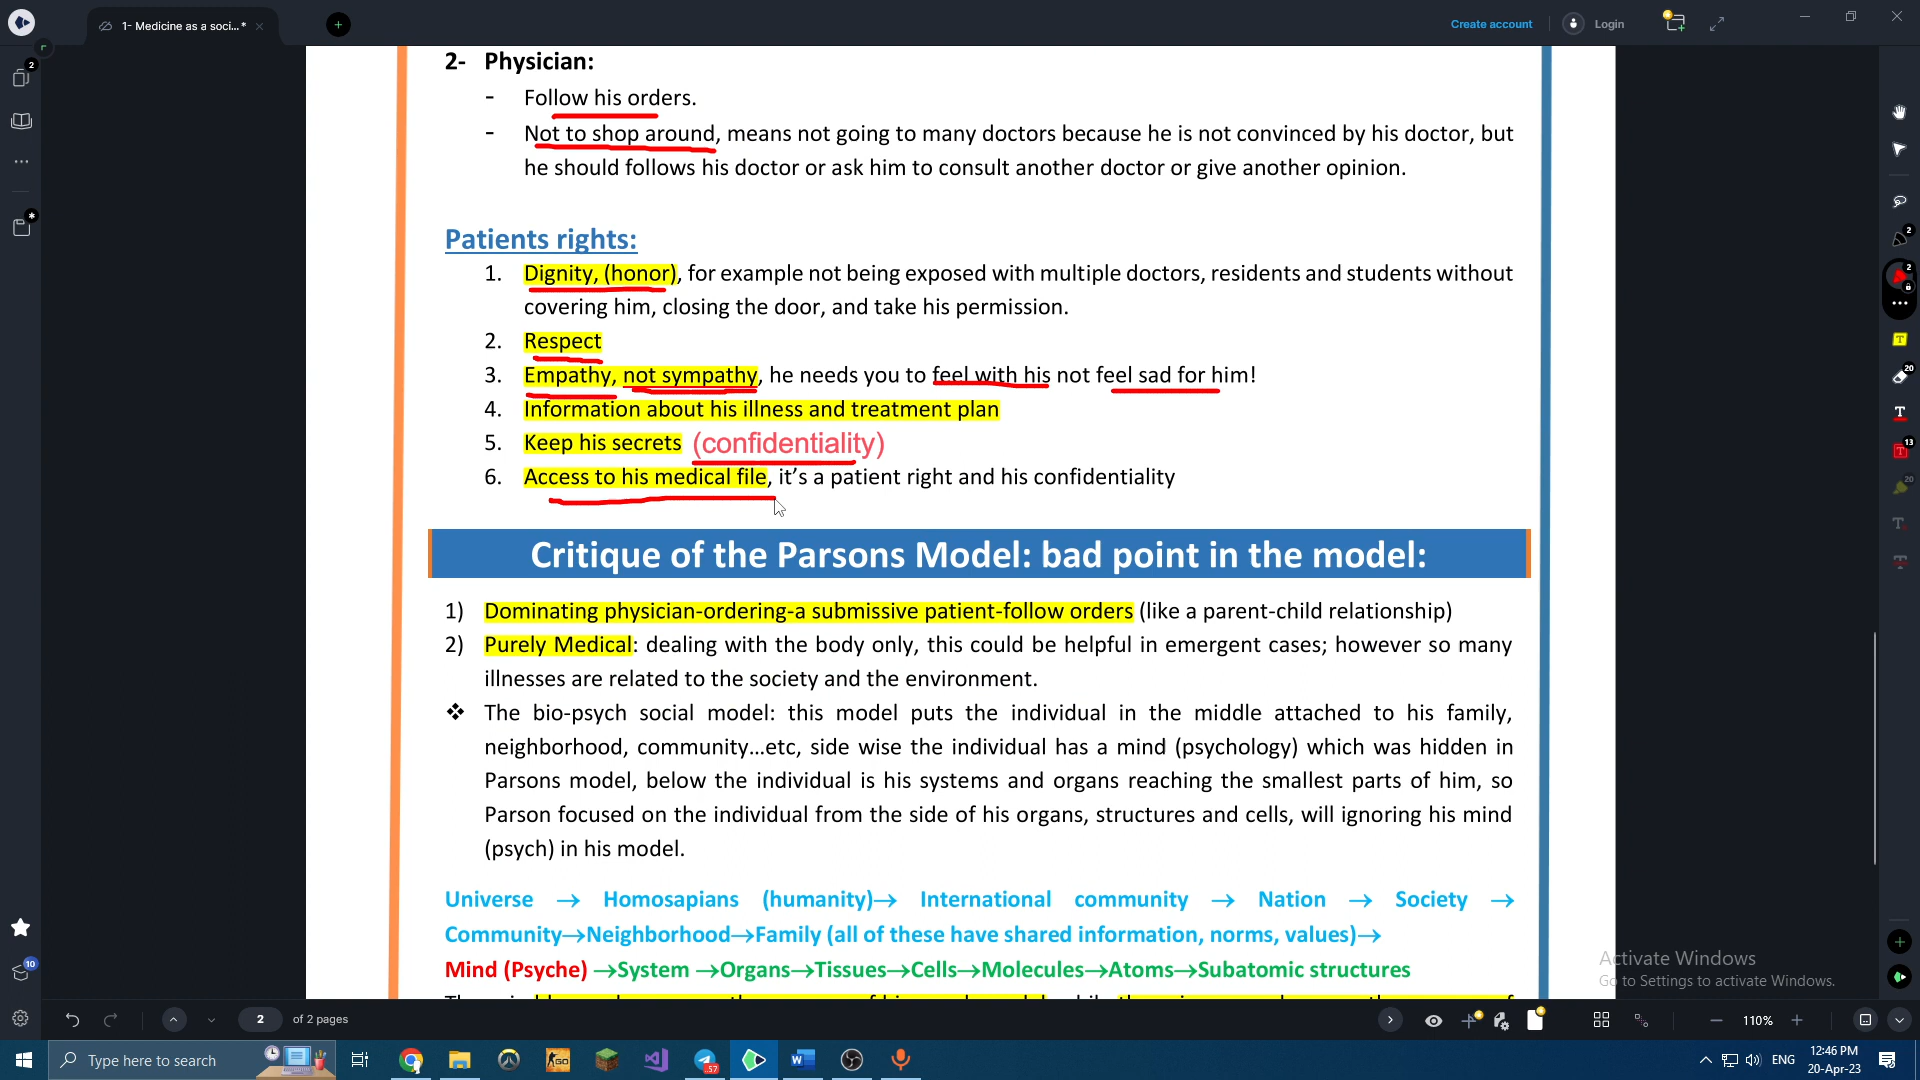 1- Medicine as a soci...*
Create account
Login
2- Physician:
- Follow his orders.
- Not to shop around, means not going to many doctors because he is not convinced by his doctor, but
he should follows his doctor or ask him to consult another doctor or give another opinion.
Patients rights:
1. Dignity, (honor), for example not being exposed with multiple doctors, residents and students without
covering him, closing the door, and take his permission.
2. Respect
3. Empathy, not sympathy, he needs you to feel with his not feel sad for him!
4. Information about his illness and treatment plan
5. Keep his secrets (confidentiality)
6. Access to his medical file, it's a patient right and his confidentiality
Critique of the Parsons Model: bad point in the model:
1) Dominating physician-ordering-a submissive patient-follow orders (like a parent-child relationship)
2) Purely Medical: dealing with the body only, this could be helpful in emergent cases; however so many
illnesses are related to the society and the environment.
❖ The bio-psych social model: this model puts the individual in the middle attached to his family,
neighborhood, community...etc, side wise the individual has a mind (psychology) which was hidden in
Parsons model, below the individual is his systems and organs reaching the smallest parts of him, so
Parson focused on the individual from the side of his organs, structures and cells, will ignoring his mind
(psych) in his model.
Universe → Homosapians (humanity)→ International community → Nation → Society →
Community→Neighborhood→Family (all of these have shared information, norms, values)→
Mind (Psyche) →System →Organs→Tissues→Cells→Molecules→Atoms→Subatomic structures
Activate Windows
Go to Settings to activate Windows.
2 of 2 pages
110%
Type here to search
ENG
12:46 PM
20-Apr-23